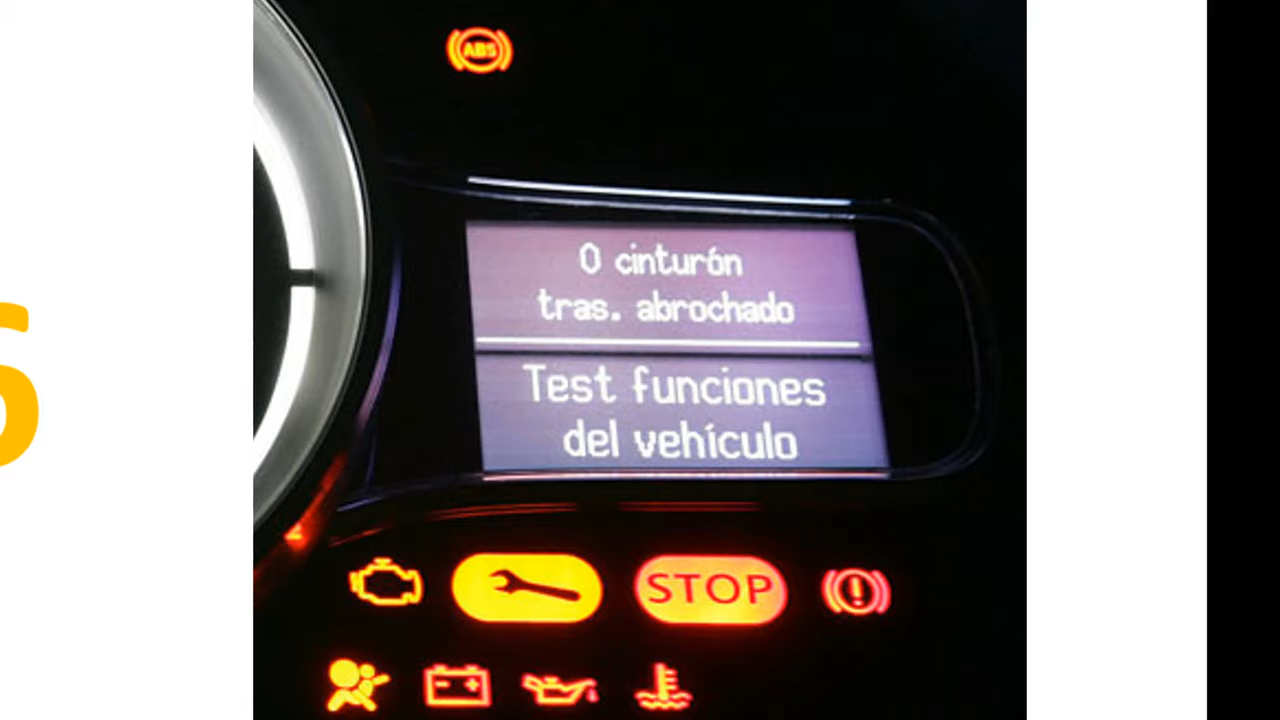 ABS
0 cinturón
tras. abrochado
Test funciones
del vehículo
STOP